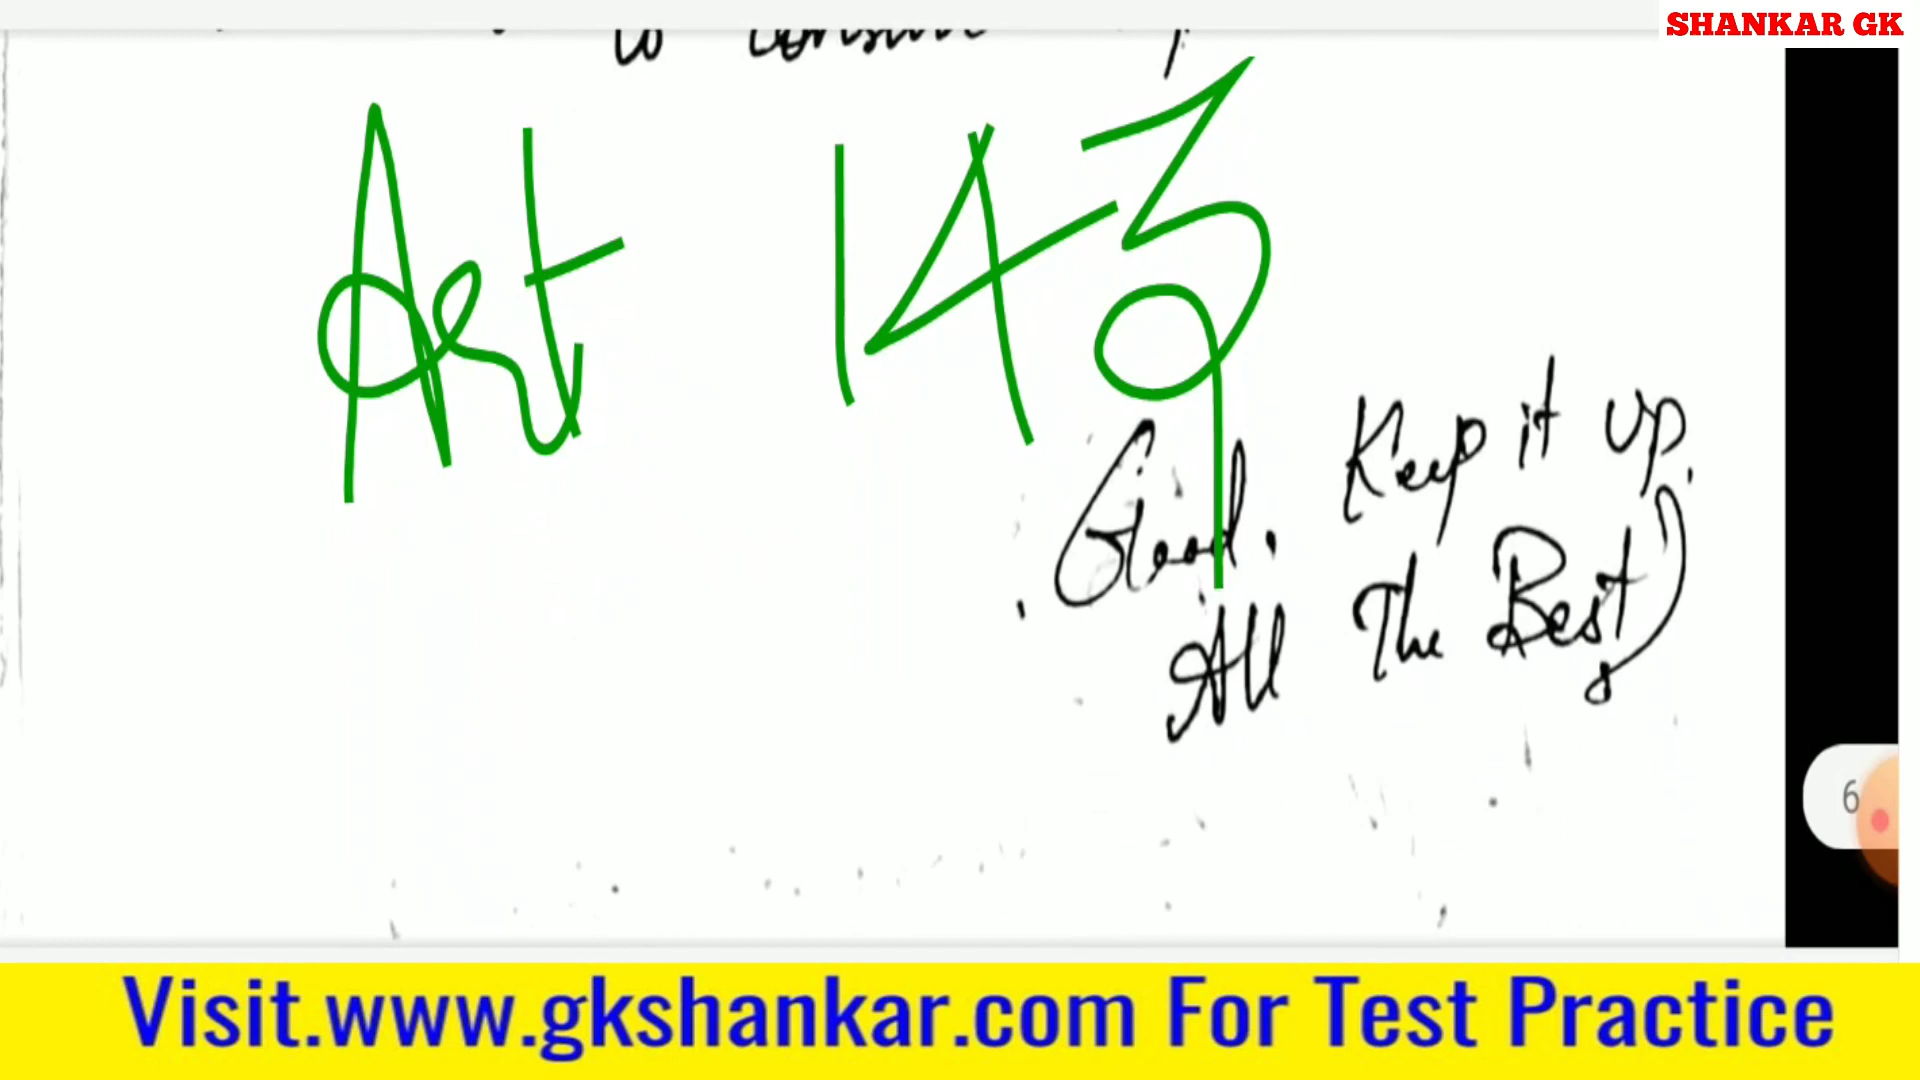 SHANKAR GK
to
Art 143
Good. Keep it up.
All The Best
6
Visit.www.gkshankar.com For Test Practice